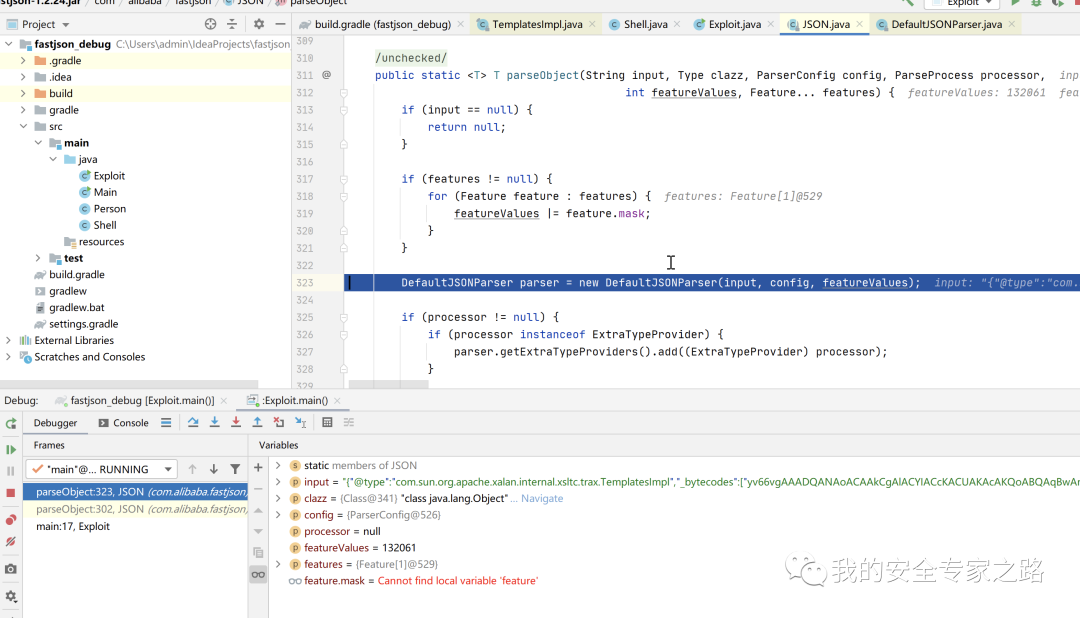 stjson-1.2.24.jar
com
alibaba
fastjson
JSON
parseObject
Exploit
Project
build.gradle (fastjson_debug)
TemplatesImpl.java
Shell.java
Exploit.java
JSON.java
DefaultJSONParser.java
fastjson_debug C:\Users\admin\IdeaProjects\fastjson
.gradle
.idea
build
gradle
src
main
java
Exploit
Main
Person
Shell
resources
test
build.gradle
gradlew
gradlew.bat
settings.gradle
External Libraries
Scratches and Consoles
309
310 /unchecked/
311 @ public static <T> T parseObject(String input, Type clazz, ParserConfig config, ParseProcess processor, inp
312 int featureValues, Feature... features) { featureValues: 132061 fea
313 if (input == null) {
314 return null;
315 }
316
317 if (features != null) {
318 for (Feature feature : features) { features: Feature[1]@529
319 featureValues |= feature.mask;
320 }
321 }
322
323 DefaultJSONParser parser = new DefaultJSONParser(input, config, featureValues); input: "{"@type":"com.
324
325 if (processor != null) {
326 if (processor instanceof ExtraTypeProvider) {
327 parser.getExtraTypeProviders().add((ExtraTypeProvider) processor);
328 }
329
Debug: fastjson_debug [Exploit.main()] :Exploit.main()
Debugger Console
Frames
Variables
"main"@... RUNNING
parseObject:323, JSON (com.alibaba.fastjson)
parseObject:302, JSON (com.alibaba.fastjson)
main:17, Exploit
static members of JSON
input = "{"@type":"com.sun.org.apache.xalan.internal.xsltc.trax.TemplatesImpl","_bytecodes":["yv66vgAAADQANAoACAAkCgAlACYIACcKACUAKAcAKQoABQAqBwAr
clazz = {Class@341} "class java.lang.Object" ... Navigate
config = {ParserConfig@526}
processor = null
featureValues = 132061
features = {Feature[1]@529}
feature.mask = Cannot find local variable 'feature'
我的安全专家之路